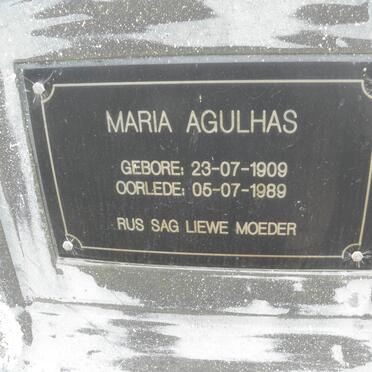 MARIA AGULHAS
GEBORE: 23-07-1909
OORLEDE: 05-07-1989
RUS SAG LIEWE MOEDER